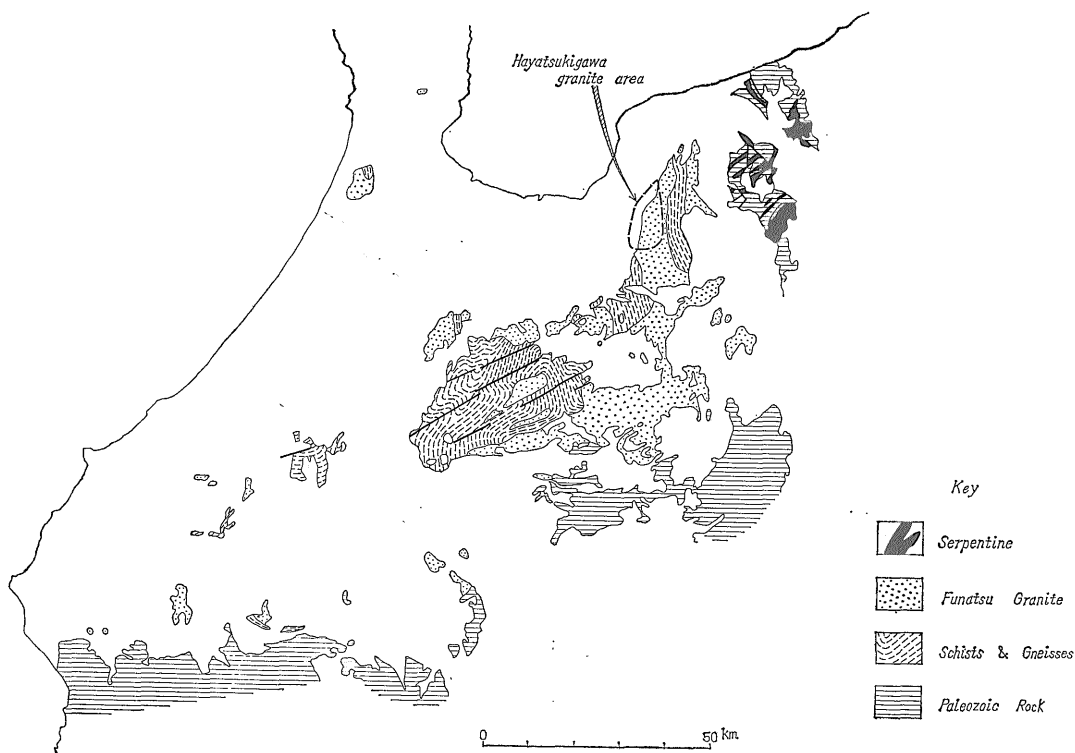 Hayatsukigawa
granite area
Key
Serpentine
Funatsu Granite
Schists & Gneisses
Paleozoic Rock
0 50 km